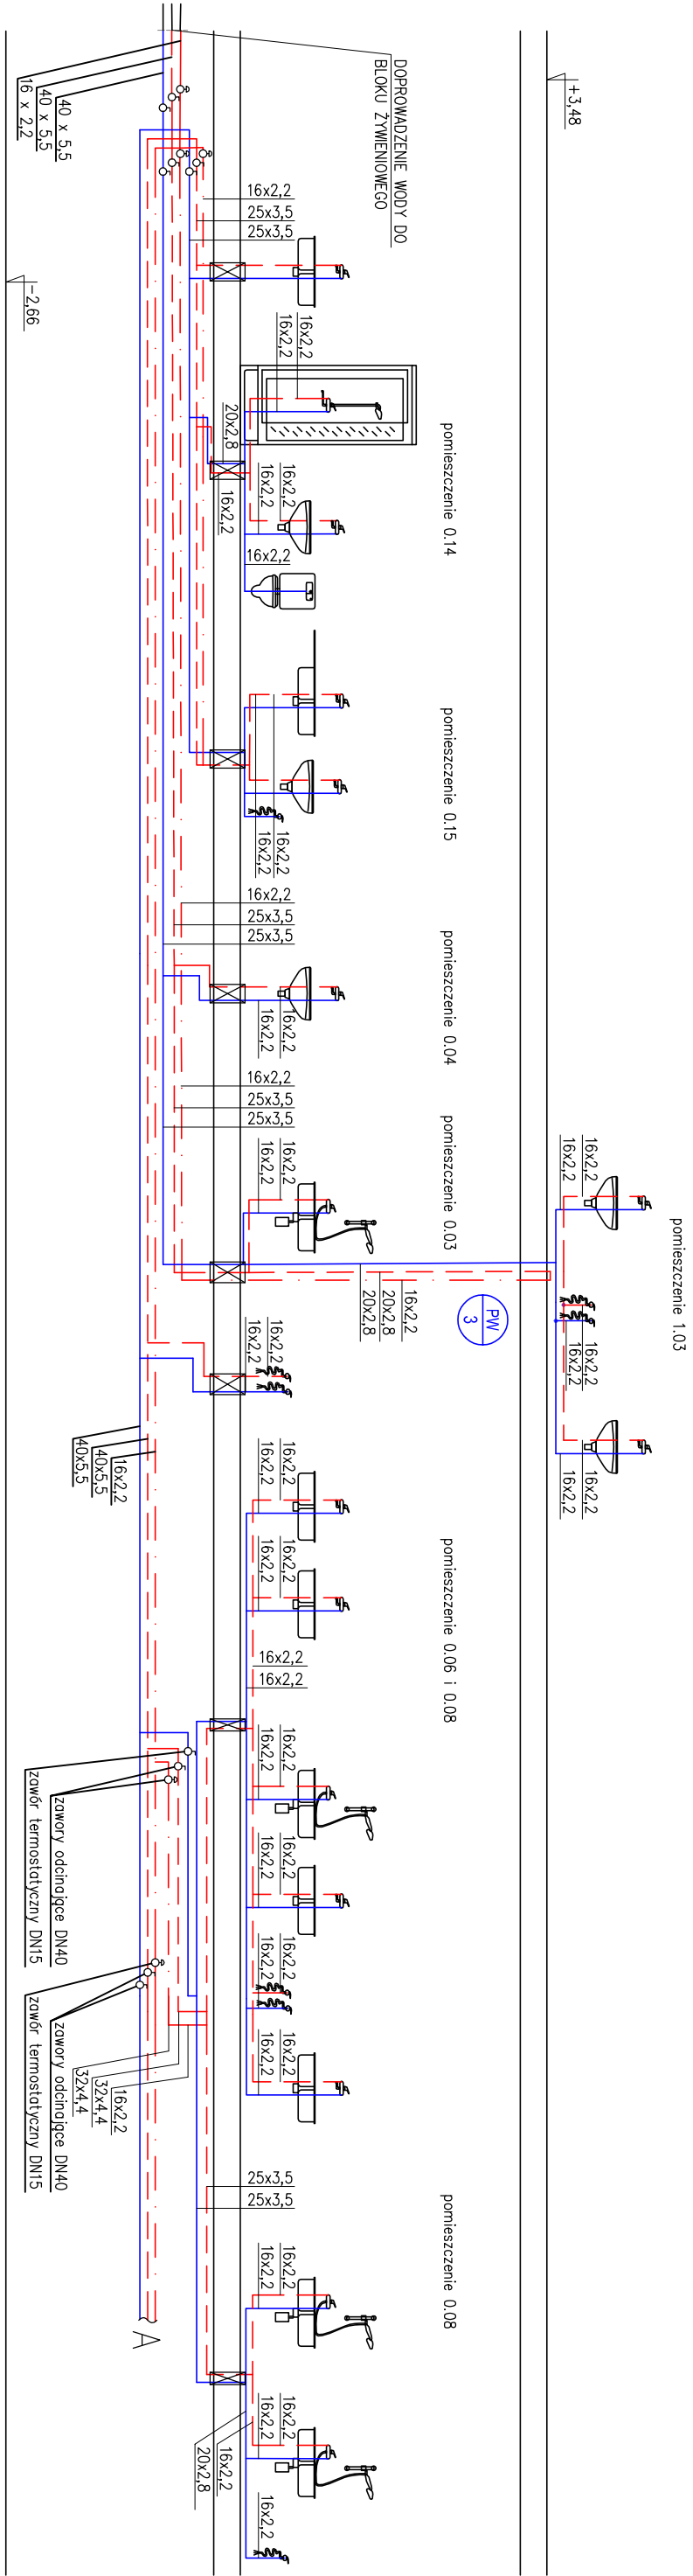 +3,48
DOPROWADZENIE WODY DO
BLOKU ŻYWIENIOWEGO
40 x 5,5
40 x 5,5
16 x 2,2
-2,66
16x2,2
25x3,5
25x3,5
pomieszczenie 0.14
16x2,2
16x2,2
20x2,8
16x2,2
16x2,2
16x2,2
16x2,2
pomieszczenie 0.15
16x2,2
16x2,2
16x2,2
25x3,5
25x3,5
pomieszczenie 0.04
16x2,2
16x2,2
16x2,2
25x3,5
25x3,5
pomieszczenie 0.03
16x2,2
16x2,2
pomieszczenie 1.03
16x2,2
16x2,2
16x2,2
16x2,2
16x2,2
16x2,2
16x2,2
20x2,8
20x2,8
PW
3
16x2,2
16x2,2
16x2,2
40x5,5
40x5,5
pomieszczenie 0.06 i 0.08
16x2,2
16x2,2
16x2,2
16x2,2
16x2,2
16x2,2
16x2,2
16x2,2
16x2,2
16x2,2
16x2,2
16x2,2
16x2,2
16x2,2
zawory odcinające DN40
zawór termostatyczny DN15
zawory odcinające DN40
zawór termostatyczny DN15
16x2,2
32x4,4
32x4,4
25x3,5
25x3,5
pomieszczenie 0.08
16x2,2
16x2,2
A
16x2,2
16x2,2
16x2,2
20x2,8
16x2,2